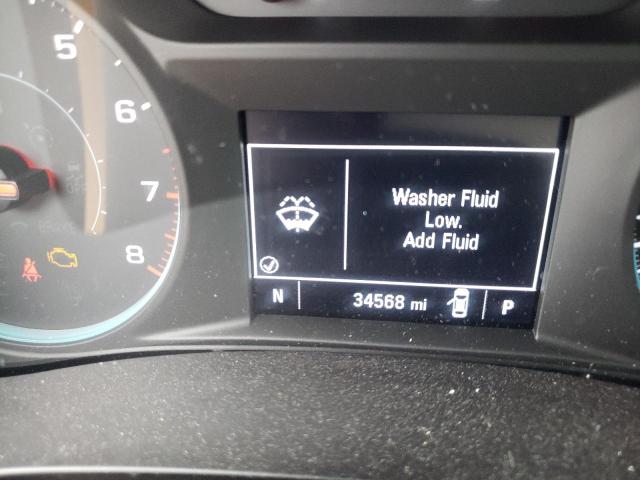 5
6
7
8
Washer Fluid
Low.
Add Fluid
N 34568 mi P